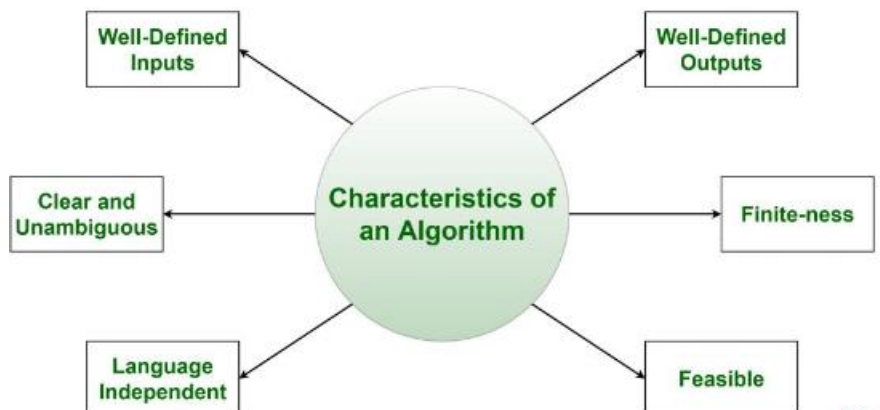 Well-Defined
Inputs
Well-Defined
Outputs
Characteristics of
an Algorithm
Clear and
Unambiguous
Finite-ness
Language
Independent
Feasible